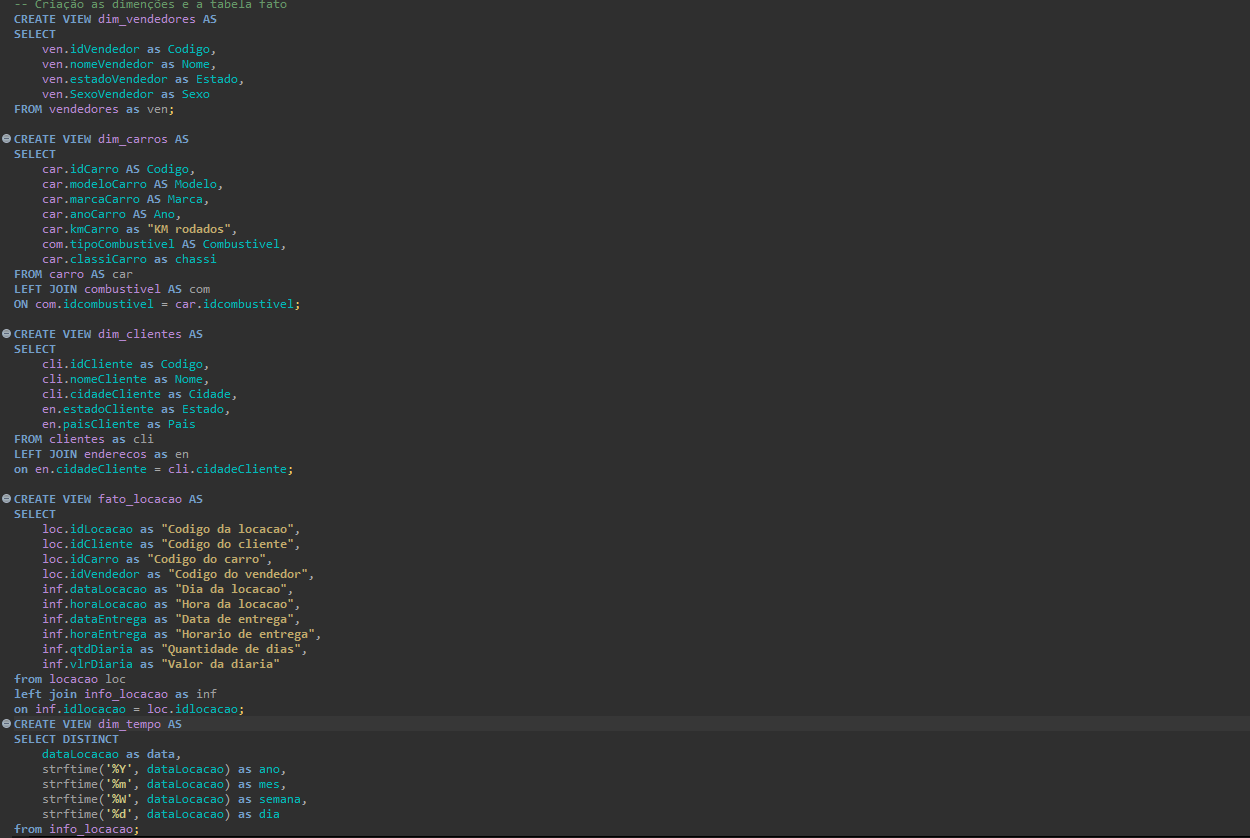 -- Criação as dimenções e a tabela fato
CREATE VIEW dim_vendedores AS
SELECT
ven.idVendedor as Codigo,
ven.nomeVendedor as Nome,
ven.estadoVendedor as Estado,
ven.SexoVendedor as Sexo
FROM vendedores as ven;
CREATE VIEW dim_carros AS
SELECT
car.idCarro AS Codigo,
car.modeloCarro AS Modelo,
car.marcaCarro AS Marca,
car.anoCarro AS Ano,
car.kmCarro as "KM rodados",
com.tipoCombustivel AS Combustivel,
car.classiCarro as chassi
FROM carro AS car
LEFT JOIN combustivel AS com
ON com.idcombustivel = car.idcombustivel;
CREATE VIEW dim_clientes AS
SELECT
cli.idCliente as Codigo,
cli.nomeCliente as Nome,
cli.cidadeCliente as Cidade,
en.estadoCliente as Estado,
en.paisCliente as Pais
FROM clientes as cli
LEFT JOIN enderecos as en
on en.cidadeCliente = cli.cidadeCliente;
CREATE VIEW fato_locacao AS
SELECT
loc.idLocacao as "Codigo da locacao",
loc.idCliente as "Codigo do cliente",
loc.idCarro as "Codigo do carro",
loc.idVendedor as "Codigo do vendedor",
inf.dataLocacao as "Dia da locacao",
inf.horaLocacao as "Hora da locacao",
inf.dataEntrega as "Data de entrega",
inf.horaEntrega as "Horario de entrega",
inf.qtdDiaria as "Quantidade de dias",
inf.vlrDiaria as "Valor da diaria"
from locacao loc
left join info_locacao as inf
on inf.idlocacao = loc.idlocacao;
CREATE VIEW dim_tempo AS
SELECT DISTINCT
dataLocacao as data,
strftime('%Y', dataLocacao) as ano,
strftime('%m', dataLocacao) as mes,
strftime('%W', dataLocacao) as semana,
strftime('%d', dataLocacao) as dia
from info_locacao;